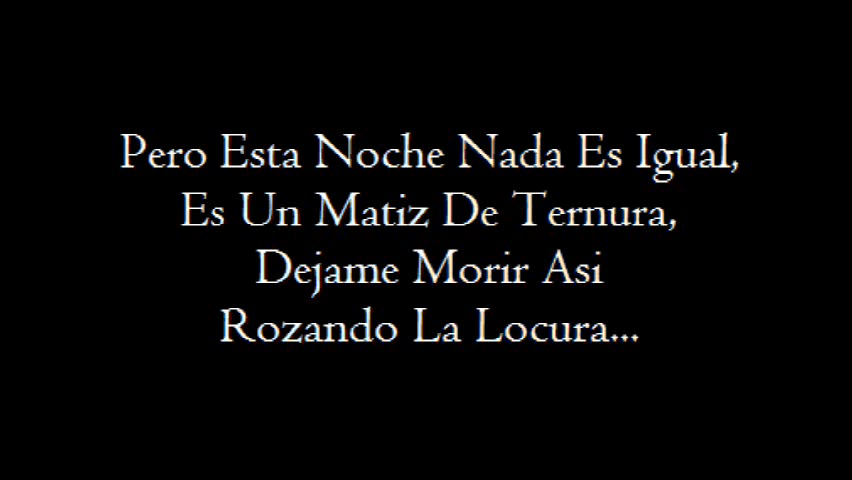 Pero Esta Noche Nada Es Igual,
Es Un Matiz De Ternura,
Dejame Morir Asi
Rozando La Locura...